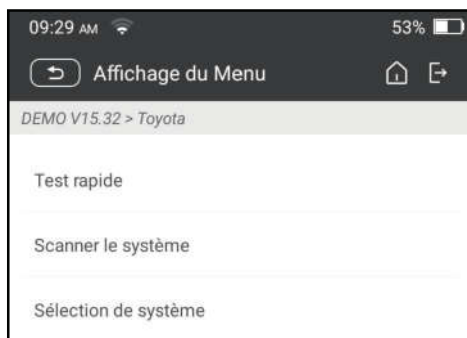 09:29 AM 53%
Affichage du Menu
DEMO V15.32 > Toyota
Test rapide
Scanner le système
Sélection de système